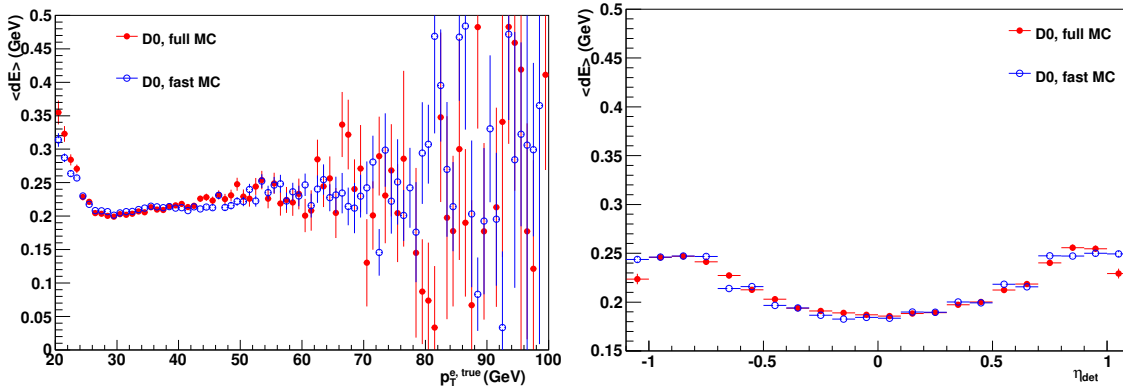 <dE> (GeV)
0.5
0.45
0.4
0.35
0.3
0.25
0.2
0.15
0.1
0.05
0
D0, full MC
D0, fast MC
20 30 40 50 60 70 80 90 100
p_T^{e, true} (GeV)
<dE> (GeV)
0.5
0.45
0.4
0.35
0.3
0.25
0.2
0.15
D0, full MC
D0, fast MC
-1 -0.5 0 0.5 1
η_det